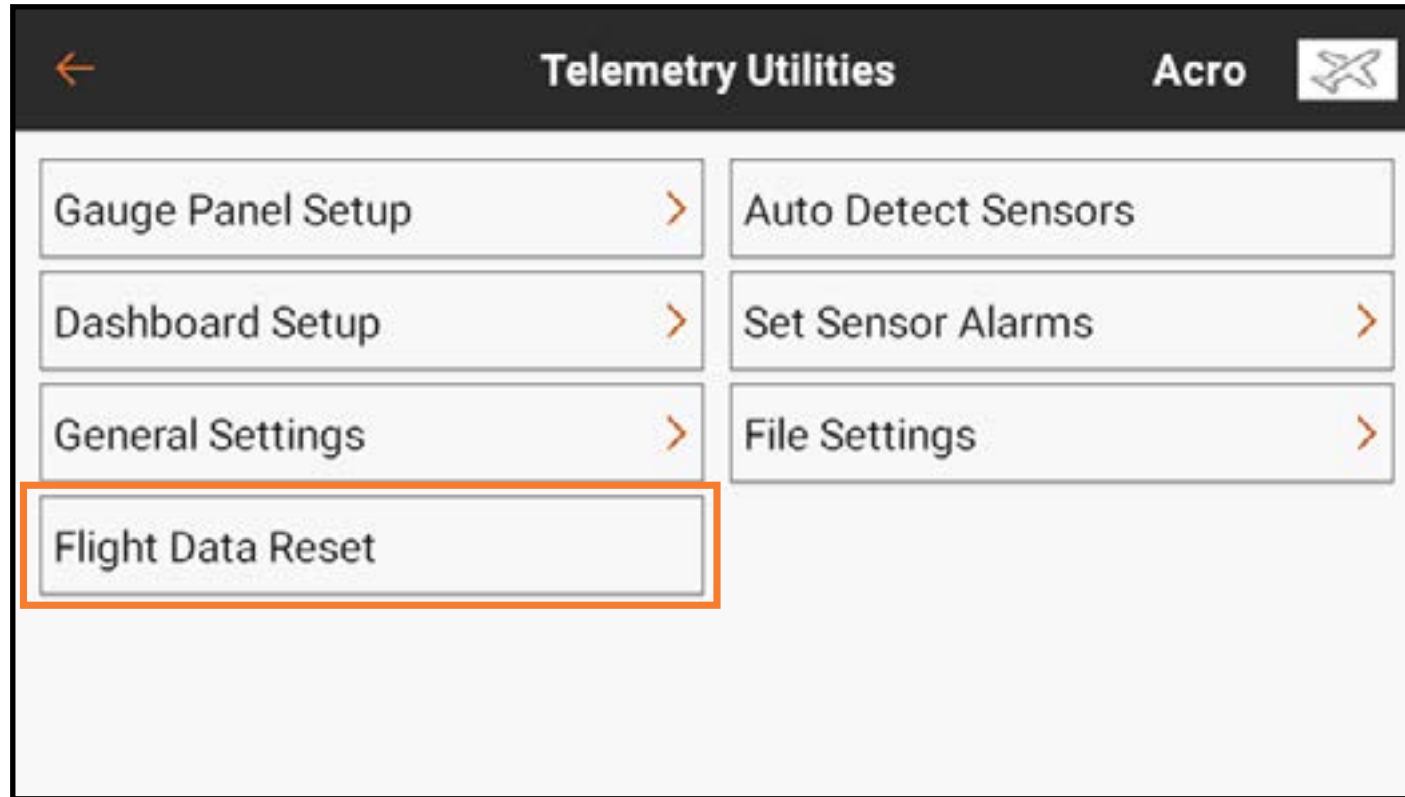 Telemetry Utilities Acro
Gauge Panel Setup
Auto Detect Sensors
Dashboard Setup
Set Sensor Alarms
General Settings
File Settings
Flight Data Reset